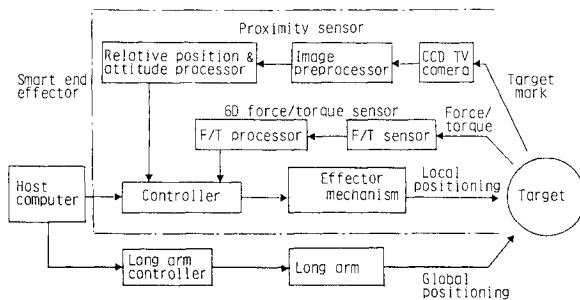 Proximity sensor
Relative position &
attitude processor
Image
preprocessor
CCD TV
camera
Smart end
effector
Target
mark
6D force/torque sensor
F/T processor
F/T sensor
Force/
torque
Host
computer
Controller
Effector
mechanism
Local
positioning
Target
Long arm
controller
Long arm
Global
positioning